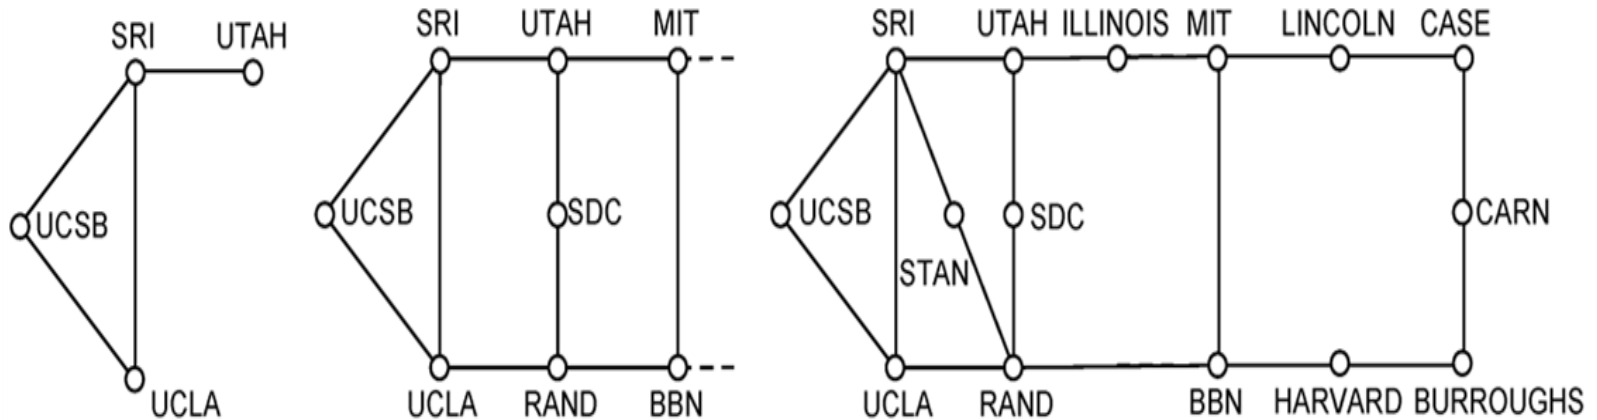 SRI UTAH
UCSB
UCLA
SRI UTAH MIT
UCSB SDC
UCLA RAND BBN
SRI UTAH ILLINOIS MIT LINCOLN CASE
UCSB SDC CARN
STAN
UCLA RAND BBN HARVARD BURROUGHS